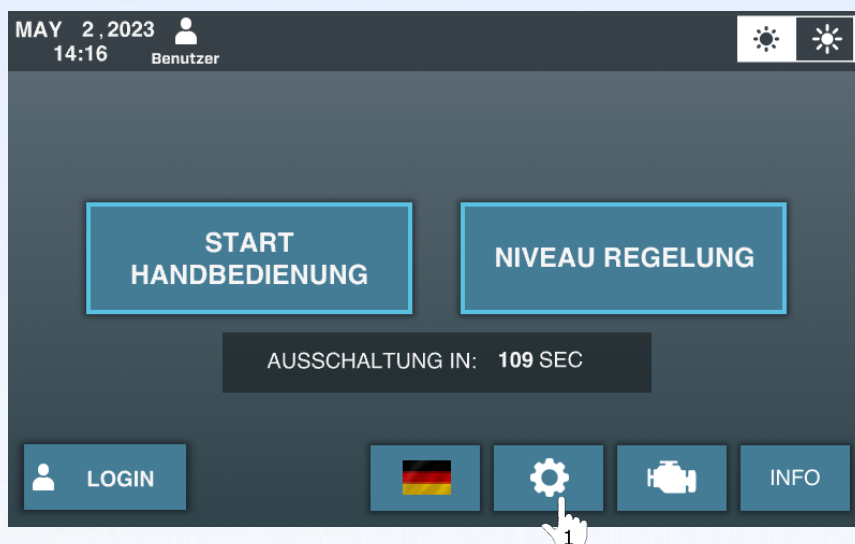 MAY 2,2023
14:16
Benutzer
START
HANDBEDIENUNG
NIVEAU REGELUNG
AUSSCHALTUNG IN: 109 SEC
LOGIN
INFO
1